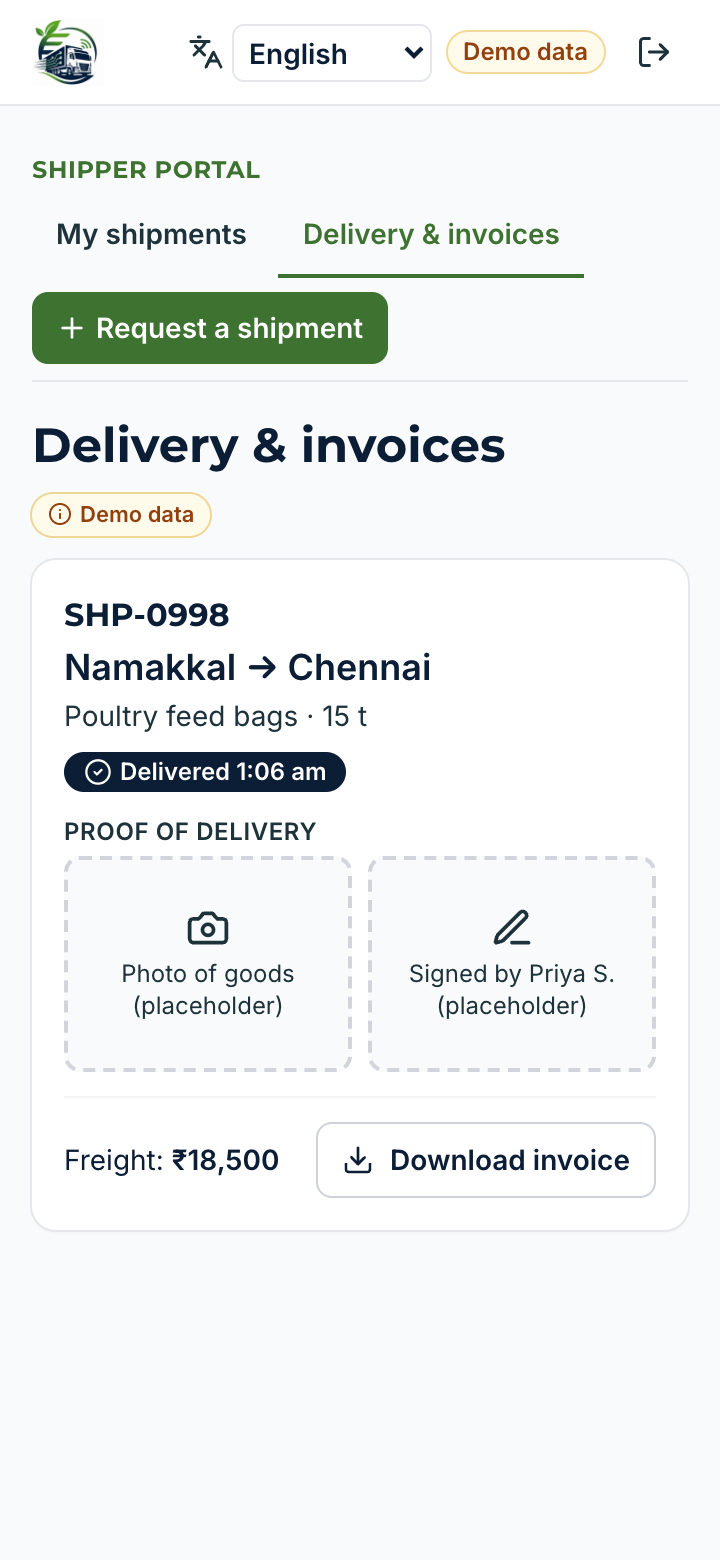 English
Demo data
SHIPPER PORTAL
My shipments
Delivery & invoices
+ Request a shipment
Delivery & invoices
Demo data
SHP-0998
Namakkal → Chennai
Poultry feed bags · 15 t
Delivered 1:06 am
PROOF OF DELIVERY
Photo of goods
(placeholder)
Signed by Priya S.
(placeholder)
Freight: ₹18,500
Download invoice